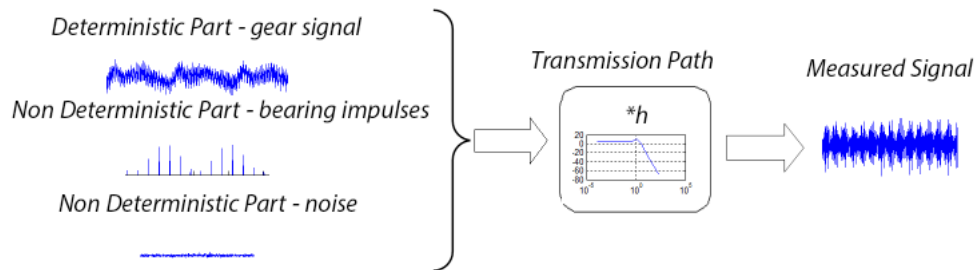 Deterministic Part - gear signal
Non Deterministic Part - bearing impulses
Non Deterministic Part - noise
Transmission Path
*h
20
0
-20
-40
-60
-80
10^-5
10^0
10^5
Measured Signal